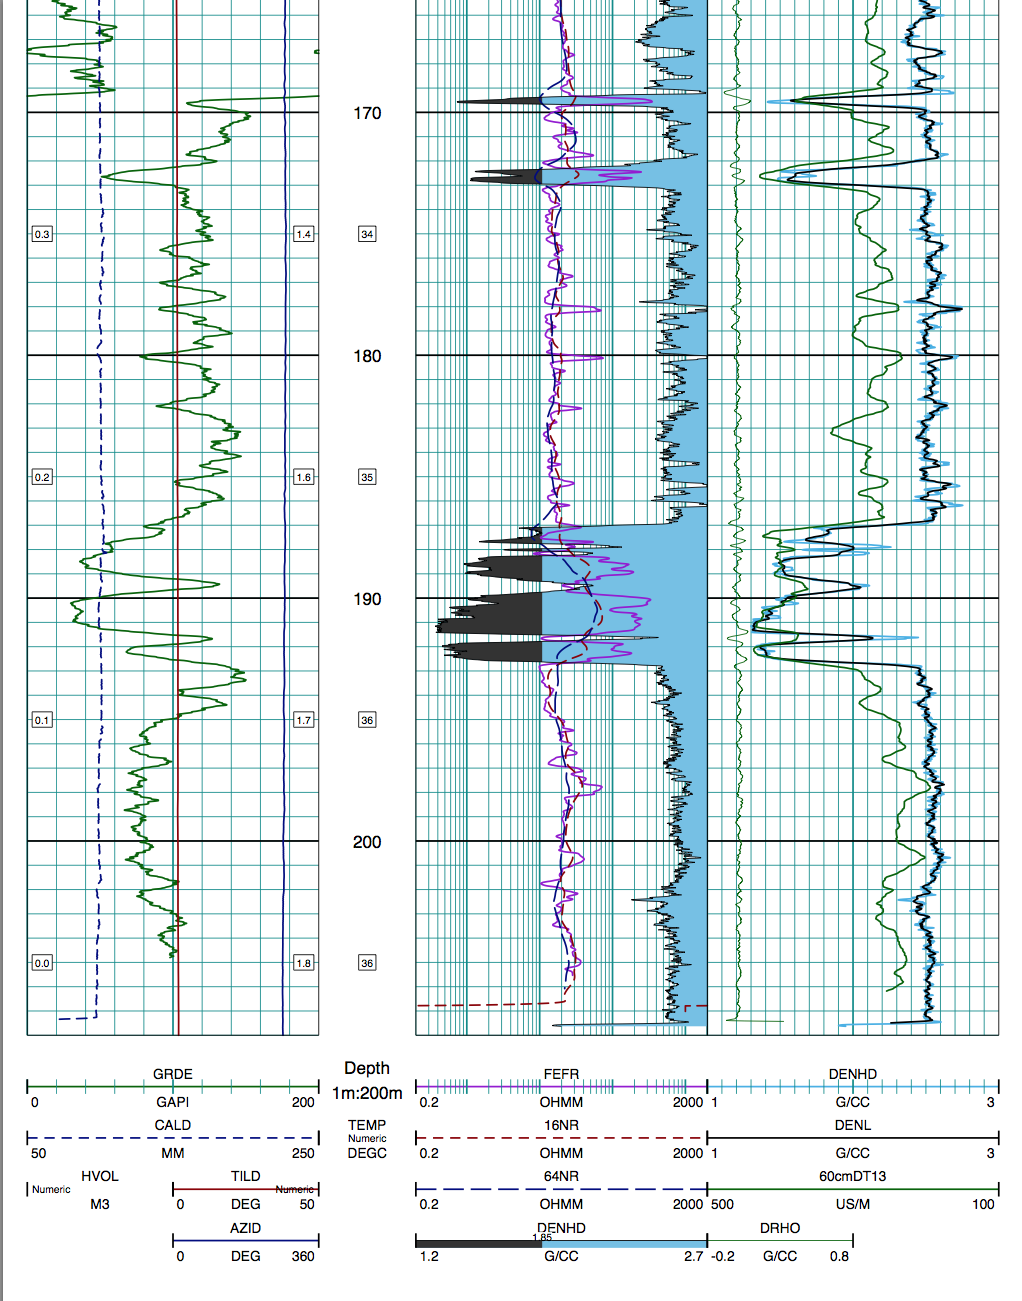 170
0.3 1.4 34
180
0.2 1.6 35
190
0.1 1.7 36
200
0.0 1.8 36
GRDE Depth FEFR DENHD
0 GAPI 200 1m:200m 0.2 OHMM 2000 1 G/CC 3
CALD TEMP 16NR DENL
Numeric
50 MM 250 DEGC 0.2 OHMM 2000 1 G/CC 3
HVOL TILD 64NR 60cmDT13
Numeric Numeric
M3 0 DEG 50 0.2 OHMM 2000 500 US/M 100
AZID DENHD DRHO
1.85
0 DEG 360 1.2 G/CC 2.7 -0.2 G/CC 0.8